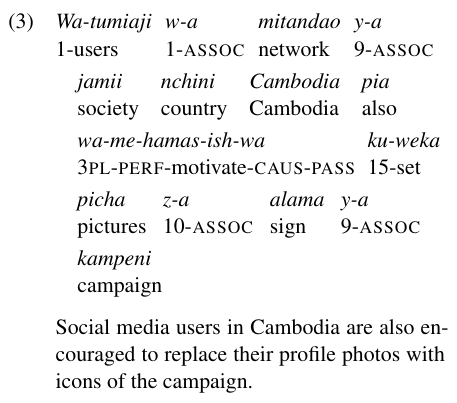 (3) Wa-tumiaji w-a mitandao y-a
1-users 1-ASSOC network 9-ASSOC
jamii nchini Cambodia pia
society country Cambodia also
wa-me-hamas-ish-wa ku-weka
3PL-PERF-motivate-CAUS-PASS 15-set
picha z-a alama y-a
pictures 10-ASSOC sign 9-ASSOC
kampeni
campaign
Social media users in Cambodia are also en-
couraged to replace their profile photos with
icons of the campaign.